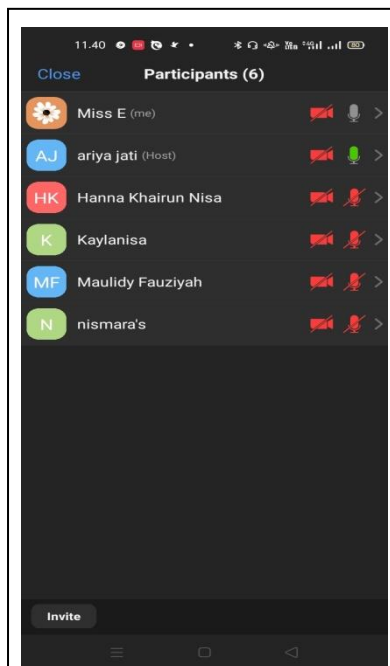 11.40
Close Participants (6)
Miss E (me)
AJ ariya jati (Host)
HK Hanna Khairun Nisa
K Kaylanisa
MF Maulidy Fauziyah
N nismara's
Invite